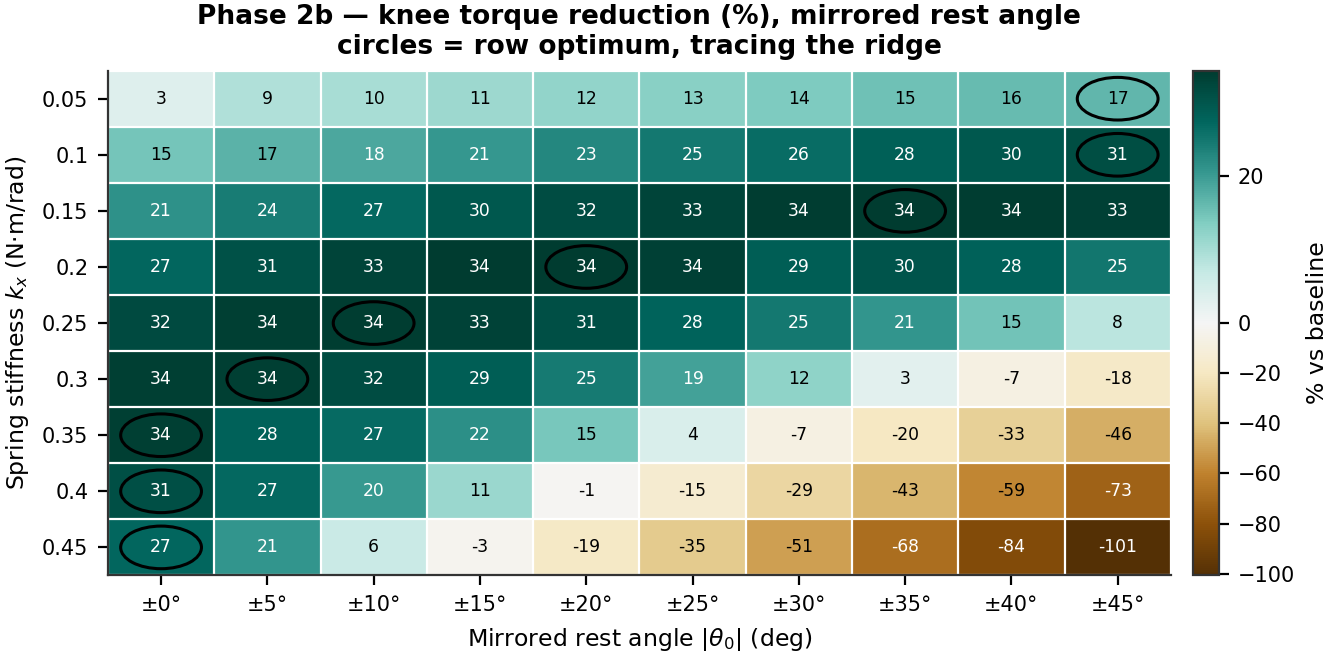 Phase 2b — knee torque reduction (%), mirrored rest angle
circles = row optimum, tracing the ridge
Spring stiffness kₓ (N·m/rad)
0.05 3 9 10 11 12 13 14 15 16 17
0.1 15 17 18 21 23 25 26 28 30 31
0.15 21 24 27 30 32 33 34 34 34 33
0.2 27 31 33 34 34 34 29 30 28 25
0.25 32 34 34 33 31 28 25 21 15 8
0.3 34 34 32 29 25 19 12 3 -7 -18
0.35 34 28 27 22 15 4 -7 -20 -33 -46
0.4 31 27 20 11 -1 -15 -29 -43 -59 -73
0.45 27 21 6 -3 -19 -35 -51 -68 -84 -101
±0° ±5° ±10° ±15° ±20° ±25° ±30° ±35° ±40° ±45°
Mirrored rest angle |θ₀| (deg)
20
0
−20
−40
−60
−80
−100
% vs baseline